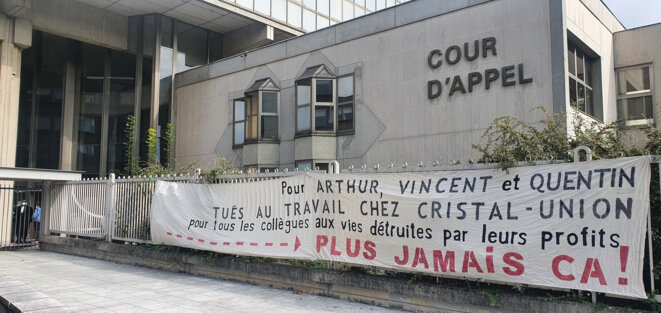 COUR
D'APPEL
Pour ARTHUR, VINCENT et QUENTIN
TUÉS AU TRAVAIL CHEZ CRISTAL-UNION
pour tous les collègues aux vies détruites par leurs profits
PLUS JAMAIS ÇA!